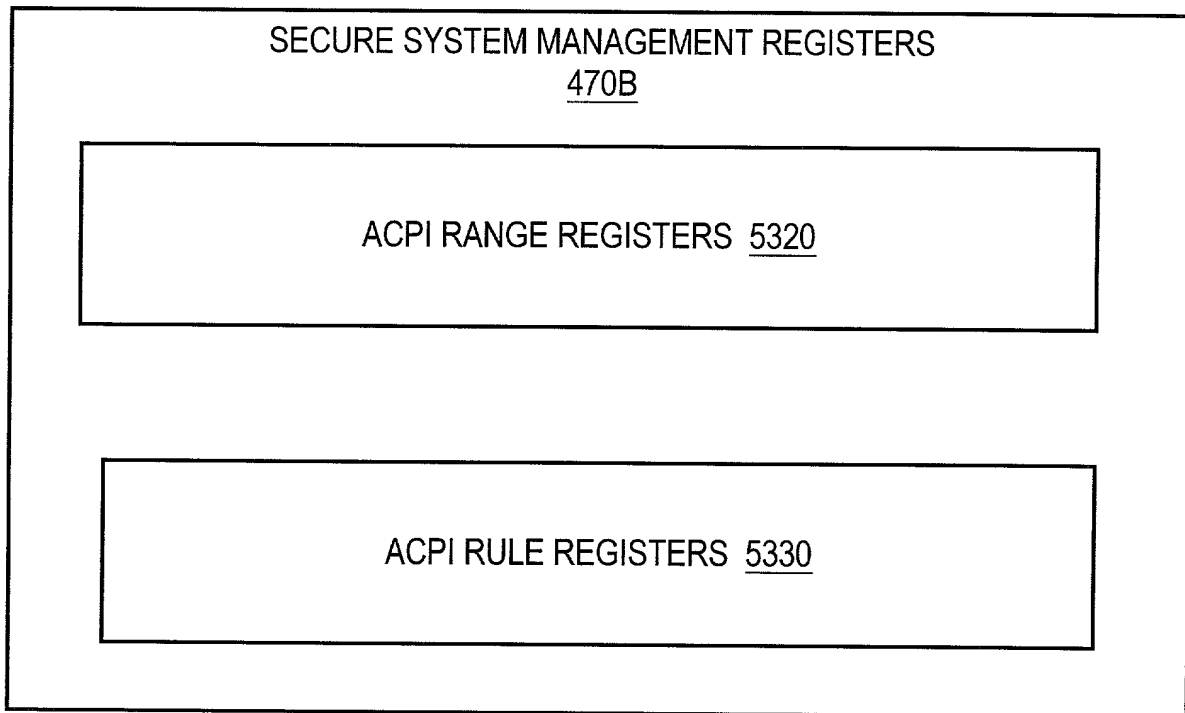 SECURE SYSTEM MANAGEMENT REGISTERS
470B
ACPI RANGE REGISTERS 5320
ACPI RULE REGISTERS 5330